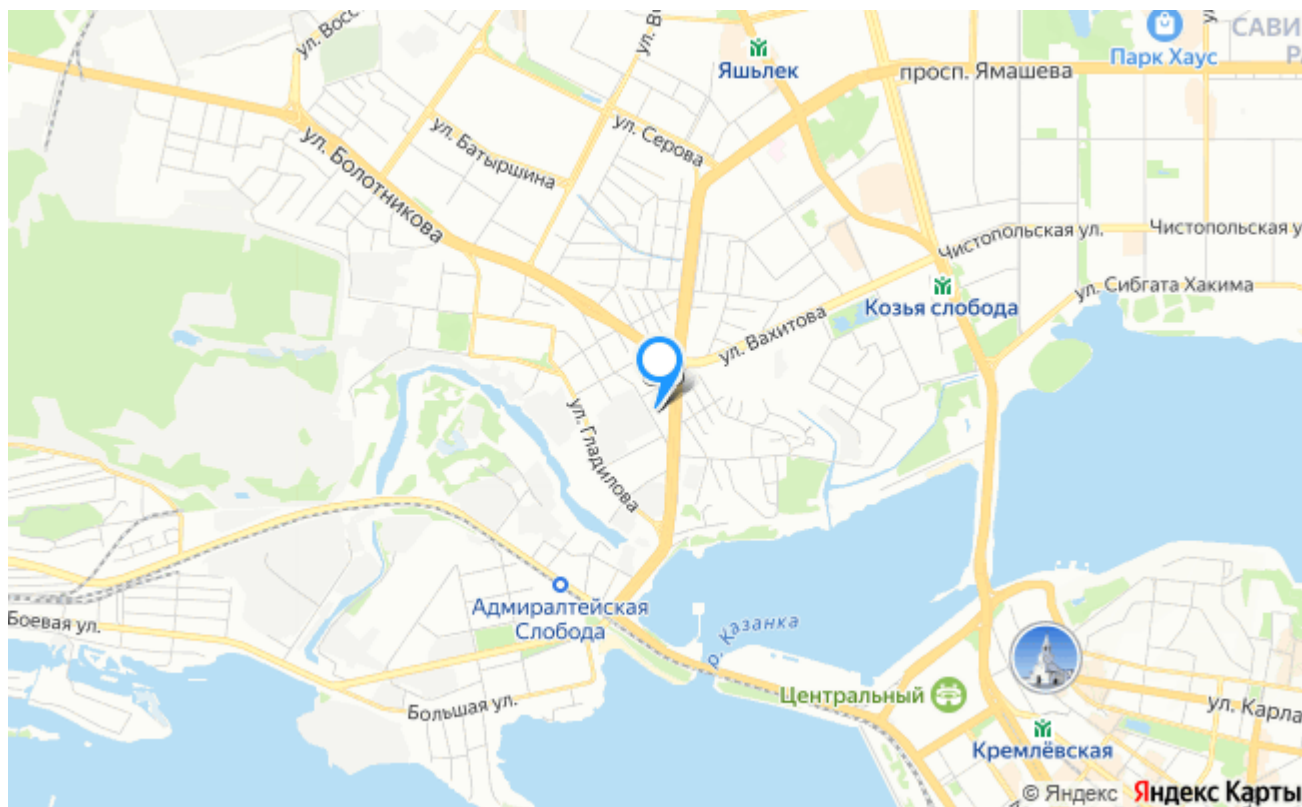 ул. Восс
ул. В
САВИ
Р
Парк Хаус
Яшьлек
просп. Ямашева
ул. Серова
ул. Батыршина
ул. Болотникова
Чистопольская ул.
Чистопольская у
ул. Сибгата Хакима
Козья слобода
ул. Вахитова
ул. Гладилова
Адмиралтейская
Слобода
Боевая ул.
р. Казанка
Центральный
Большая ул.
ул. Карла
Кремлёвская
© Яндекс
Яндекс Карты